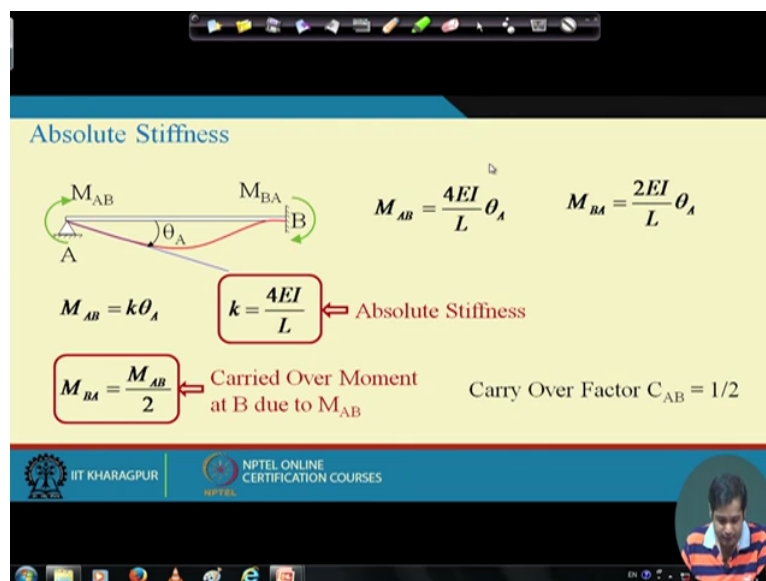 Absolute Stiffness
M_AB M_BA
θ_A B
A
M_AB = 4EI/L θ_A M_BA = 2EI/L θ_A
M_AB = kθ_A k = 4EI/L Absolute Stiffness
M_BA = M_AB/2 Carried Over Moment
at B due to M_AB
Carry Over Factor C_AB = 1/2
IIT KHARAGPUR
NPTEL ONLINE
CERTIFICATION COURSES
NPTEL
EN